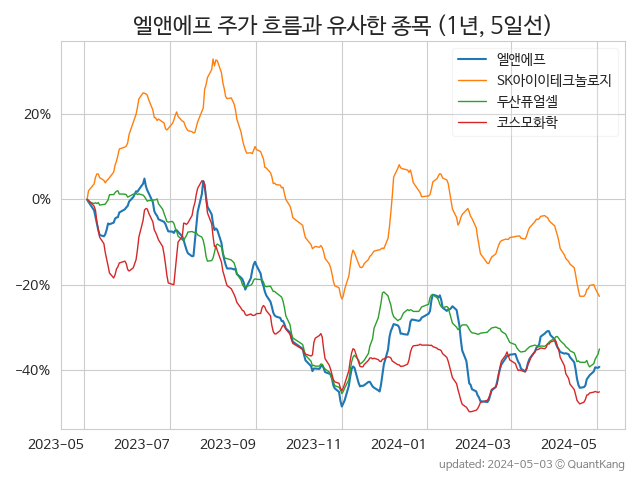 엘앤에프 주가 흐름과 유사한 종목 (1년, 5일선)
엘앤에프
SK아이이테크놀로지
두산퓨얼셀
코스모화학
20%
0%
−20%
−40%
2023-05 2023-07 2023-09 2023-11 2024-01 2024-03 2024-05
updated: 2024-05-03 © QuantKang